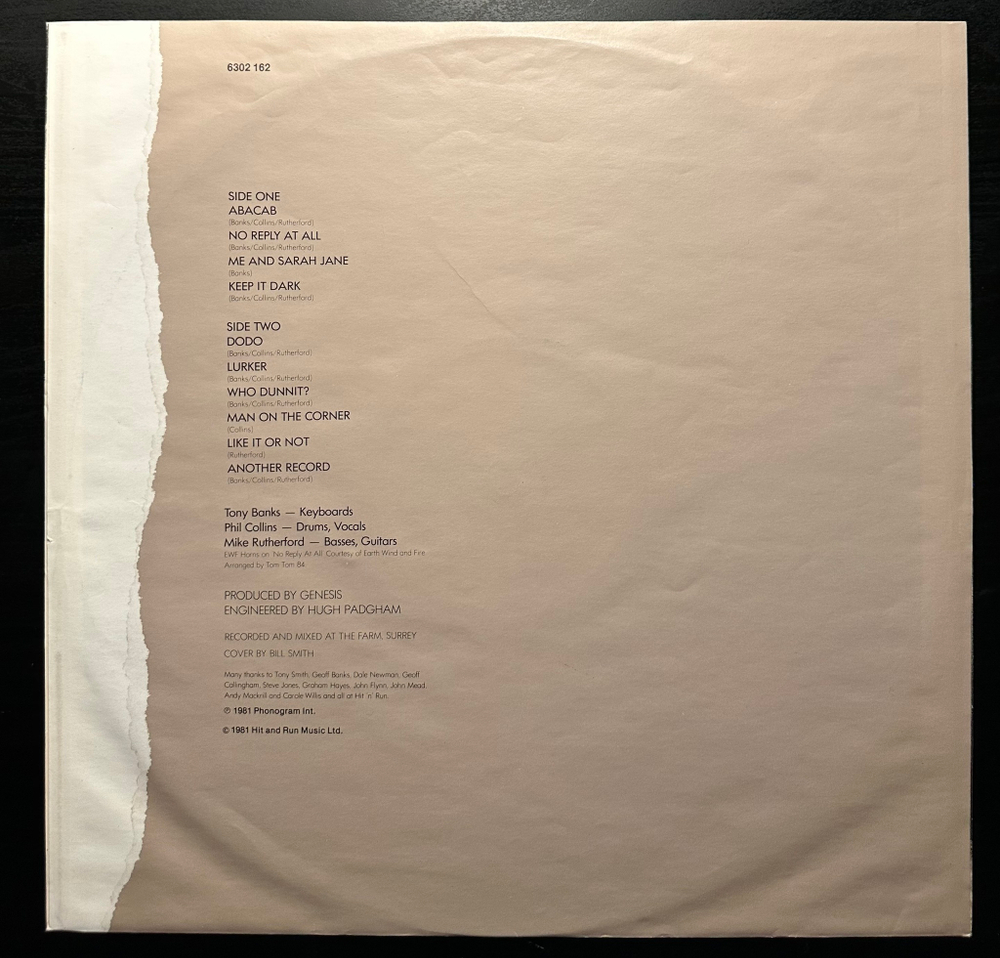 6302 162
SIDE ONE
ABACAB
(Banks/Collins/Rutherford)
NO REPLY AT ALL
(Banks/Collins/Rutherford)
ME AND SARAH JANE
(Banks)
KEEP IT DARK
(Banks/Collins/Rutherford)
SIDE TWO
DODO
(Banks/Collins/Rutherford)
LURKER
(Banks/Collins/Rutherford)
WHO DUNNIT?
(Banks/Collins/Rutherford)
MAN ON THE CORNER
(Collins)
LIKE IT OR NOT
(Rutherford)
ANOTHER RECORD
(Banks/Collins/Rutherford)
Tony Banks — Keyboards
Phil Collins — Drums, Vocals
Mike Rutherford — Basses, Guitars
EWF Horns on 'No Reply At All' Courtesy of Earth Wind and Fire
Arranged by Tom Tom 84
PRODUCED BY GENESIS
ENGINEERED BY HUGH PADGHAM
RECORDED AND MIXED AT THE FARM, SURREY
COVER BY BILL SMITH
Many thanks to Tony Smith, Geoff Banks, Dale Newman, Geoff
Callingham, Steve Jones, Graham Hayes, John Flynn, John Mead,
Andy Mackrill and Carole Willis and all at Hit 'n' Run.
℗ 1981 Phonogram Int.
© 1981 Hit and Run Music Ltd.